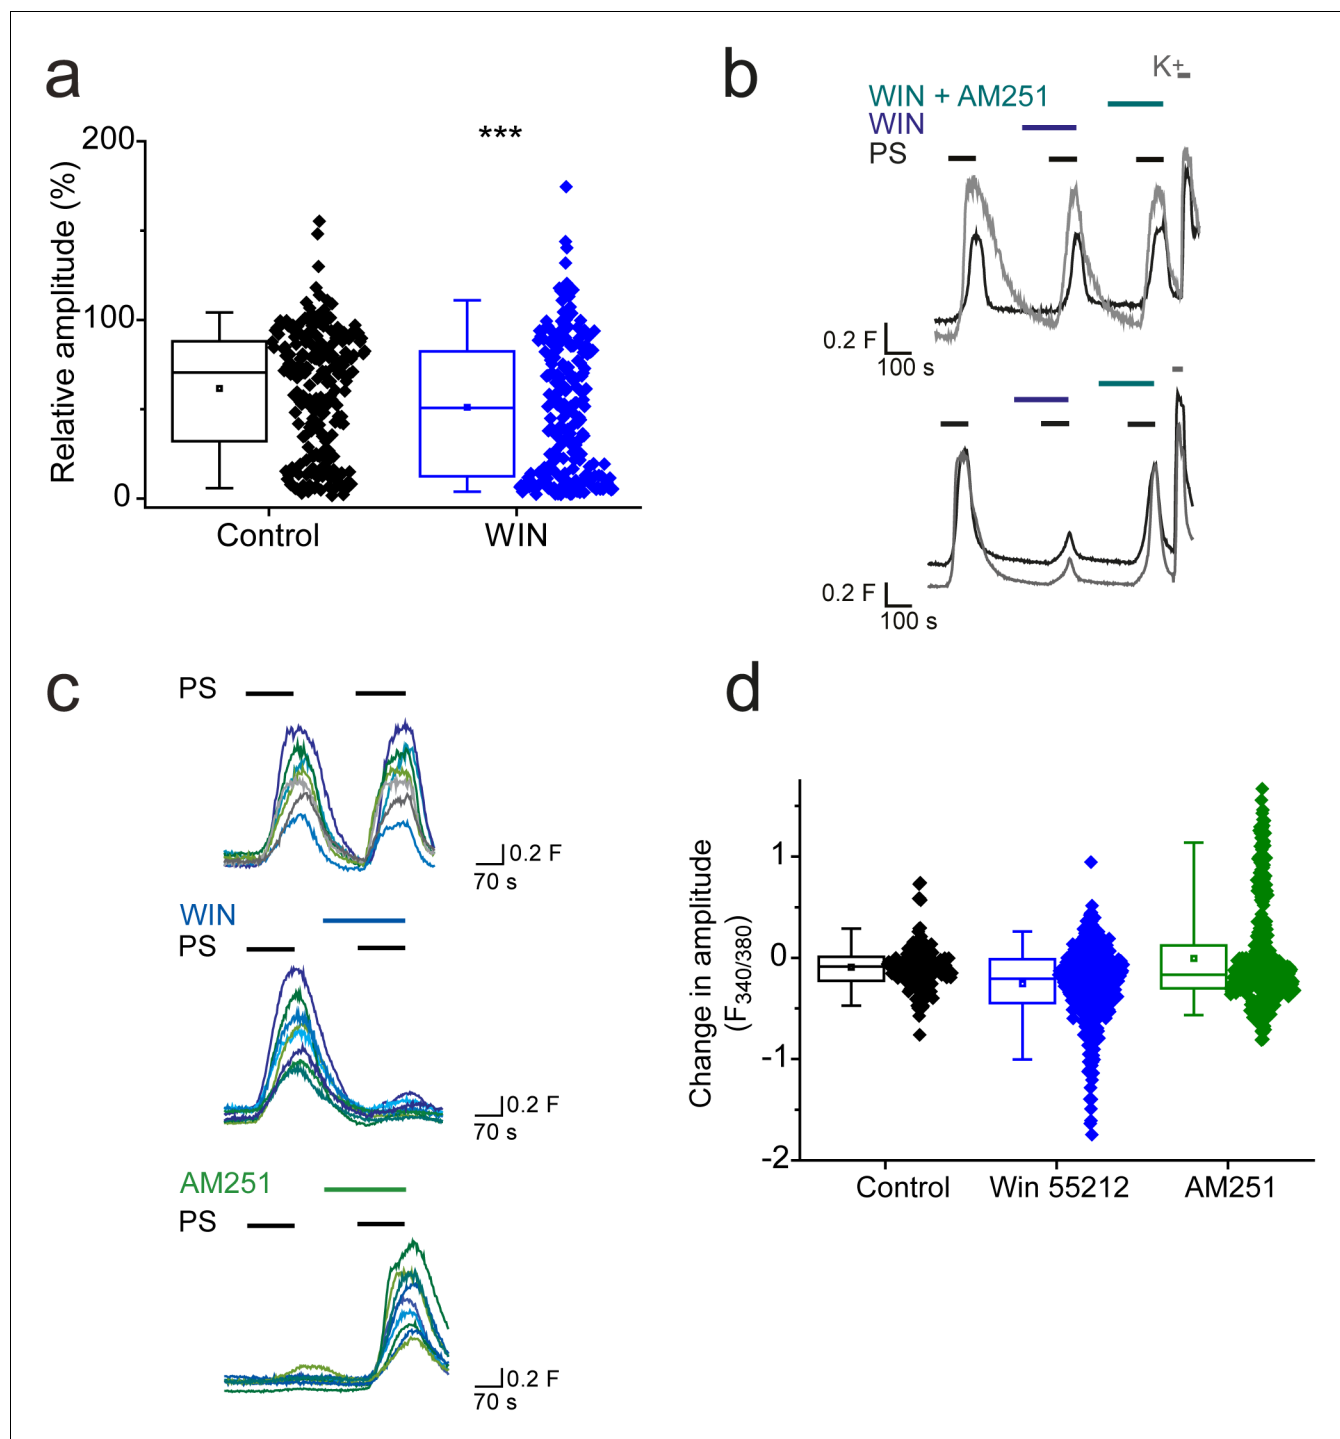 a
***
200
100
0
Relative amplitude (%)
Control
WIN
b
K+
WIN + AM251
WIN
PS
0.2 F
100 s
0.2 F
100 s
c
PS
0.2 F
70 s
WIN
PS
0.2 F
70 s
AM251
PS
0.2 F
70 s
d
1
0
-1
-2
Change in amplitude
(F340/380)
Control
Win 55212
AM251